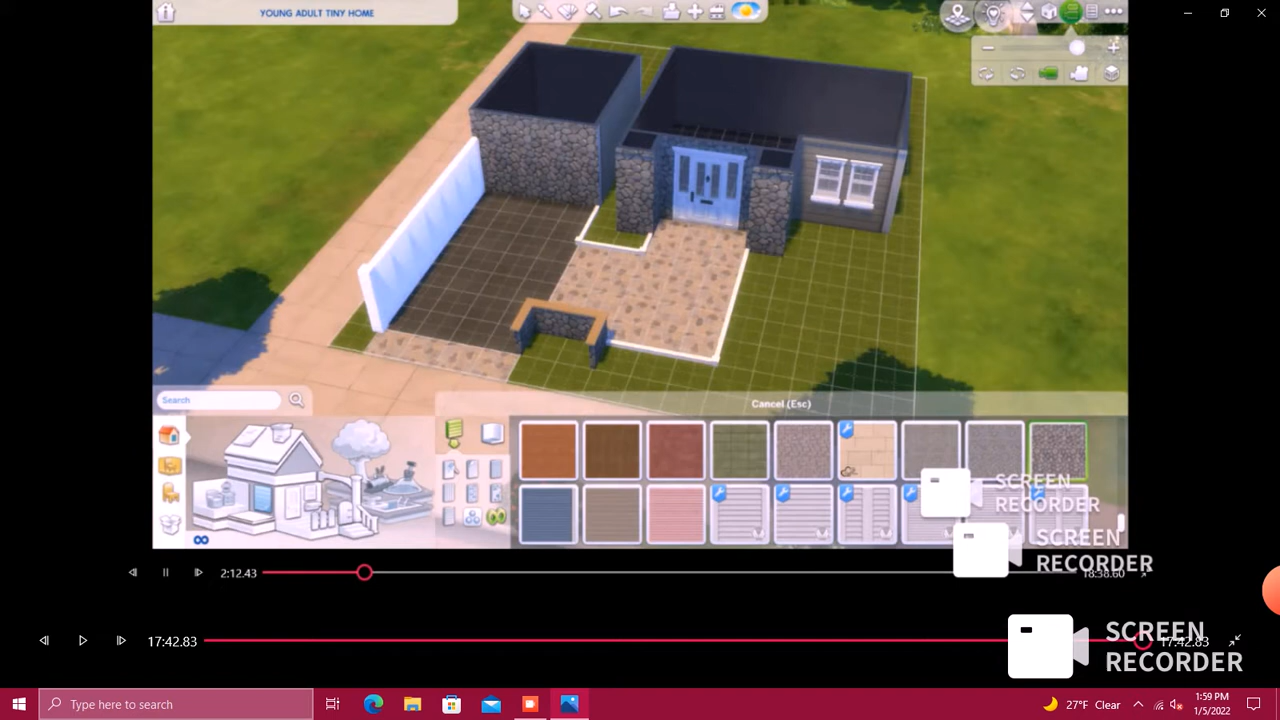 YOUNG ADULT TINY HOME
Search
Cancel (Esc)
SCREEN
RECORDER
SCREEN
RECORDER
2:12.43
18:38.60
17:42.83
17:42.83
SCREEN
RECORDER
Type here to search
27°F Clear
1:59 PM
1/5/2022